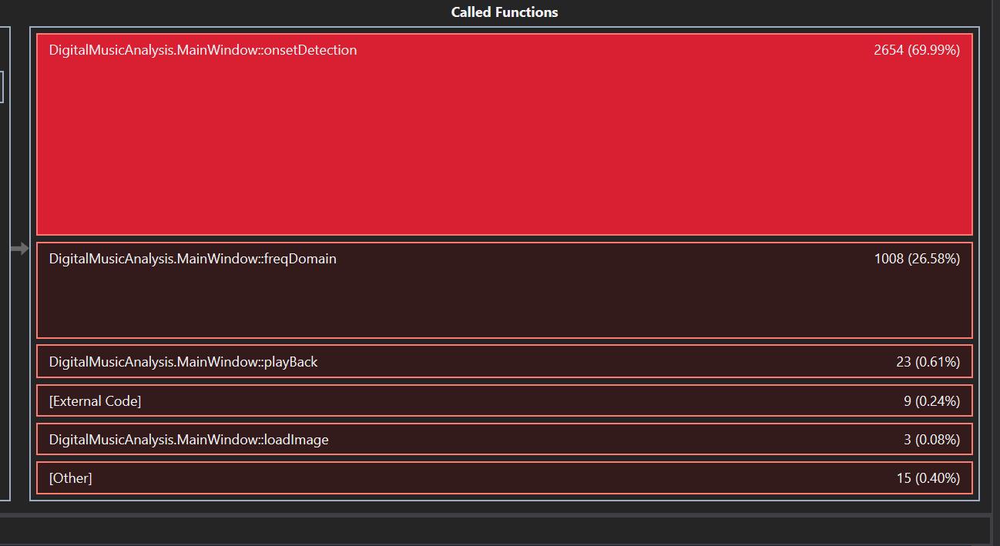 Called Functions
DigitalMusicAnalysis.MainWindow::onsetDetection 2654 (69.99%)
DigitalMusicAnalysis.MainWindow::freqDomain 1008 (26.58%)
DigitalMusicAnalysis.MainWindow::playBack 23 (0.61%)
[External Code] 9 (0.24%)
DigitalMusicAnalysis.MainWindow::loadImage 3 (0.08%)
[Other] 15 (0.40%)